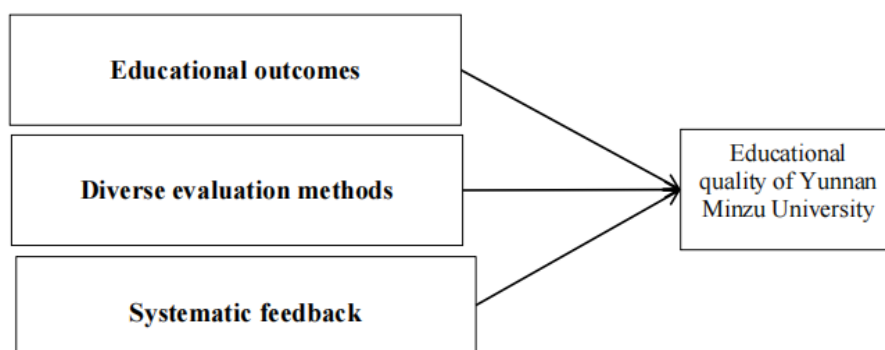 Educational outcomes
Diverse evaluation methods
Systematic feedback
Educational
quality of Yunnan
Minzu University